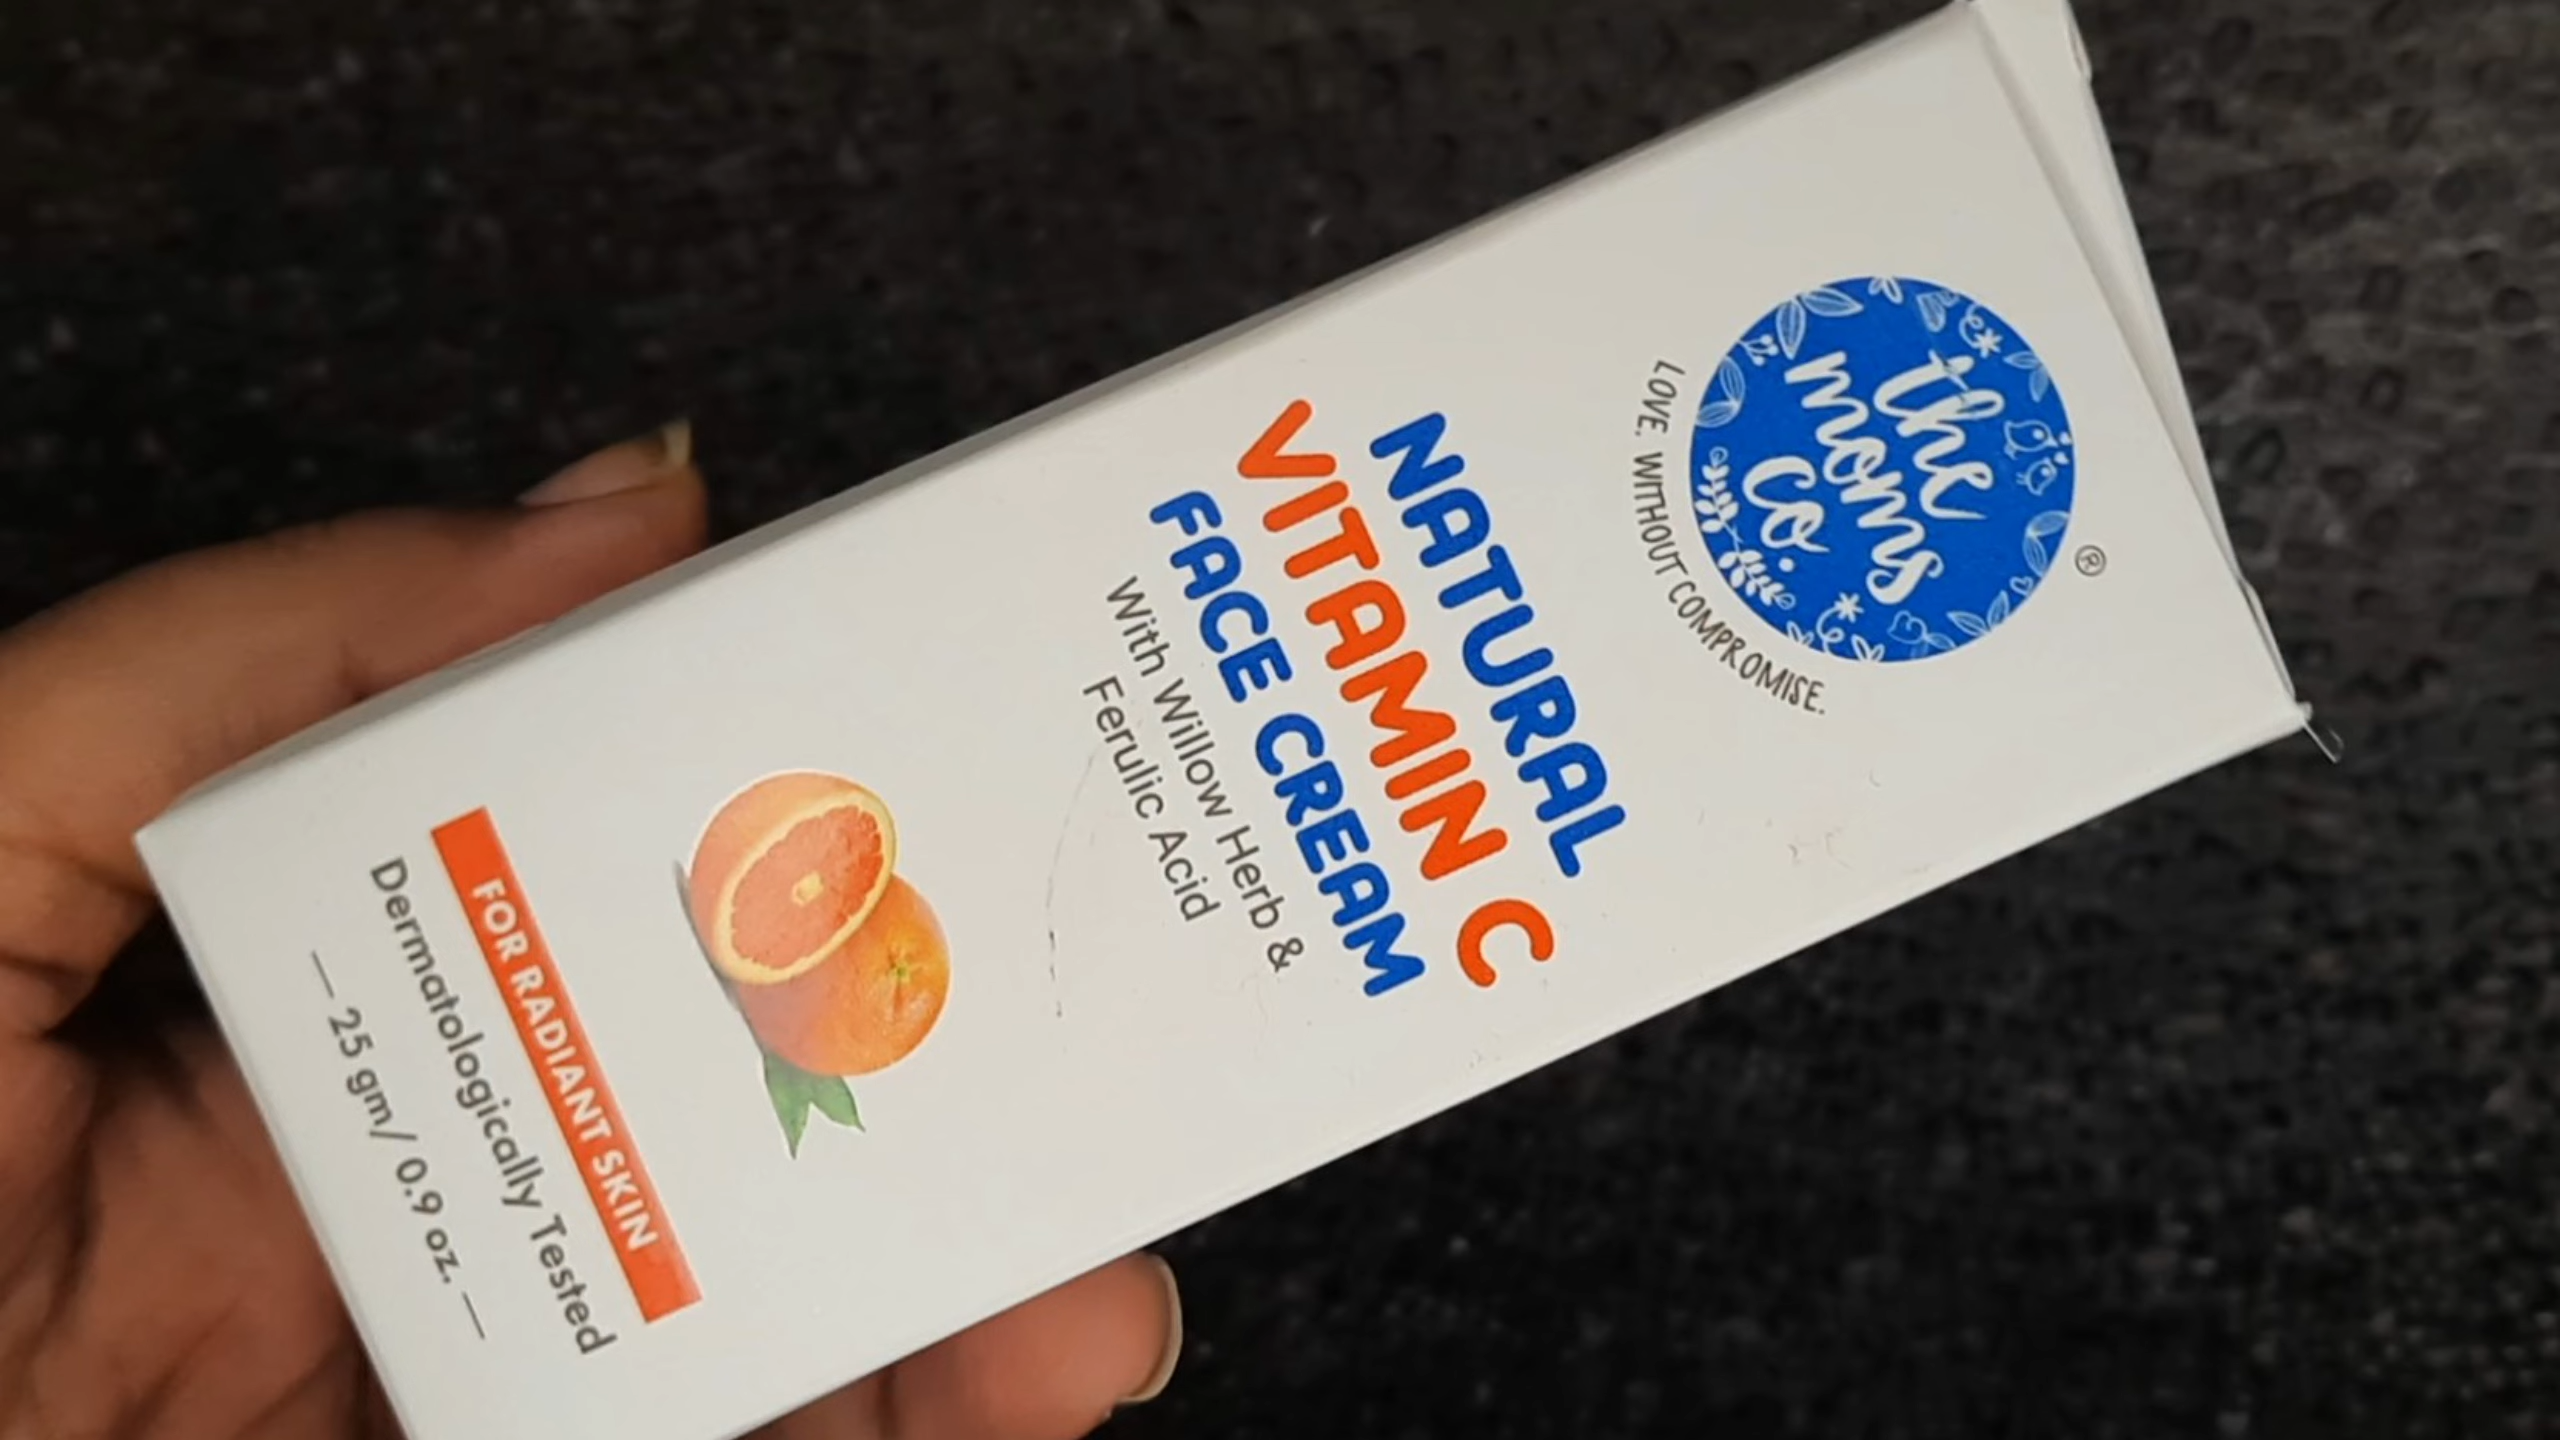 the
moms
co.
®
LOVE. WITHOUT COMPROMISE.
NATURAL
VITAMIN C
FACE CREAM
With Willow Herb &
Ferulic Acid
FOR RADIANT SKIN
Dermatologically Tested
— 25 gm/ 0.9 oz. —